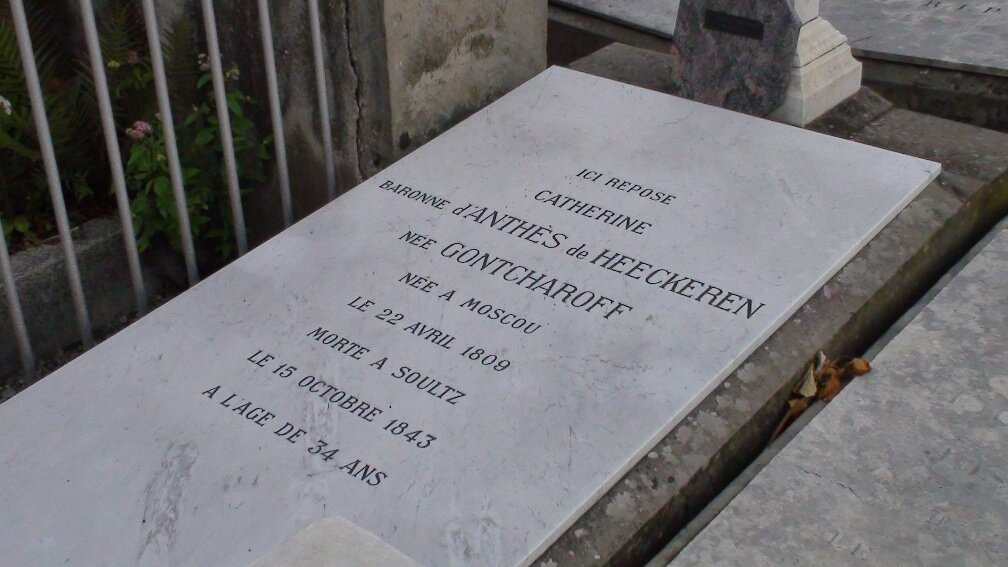 ICI REPOSE
CATHERINE
BARONNE d'ANTHÈS de HEECKEREN
NÉE GONTCHAROFF
NÉE A MOSCOU
LE 22 AVRIL 1809
MORTE A SOULTZ
LE 15 OCTOBRE 1843
A L'AGE DE 34 ANS